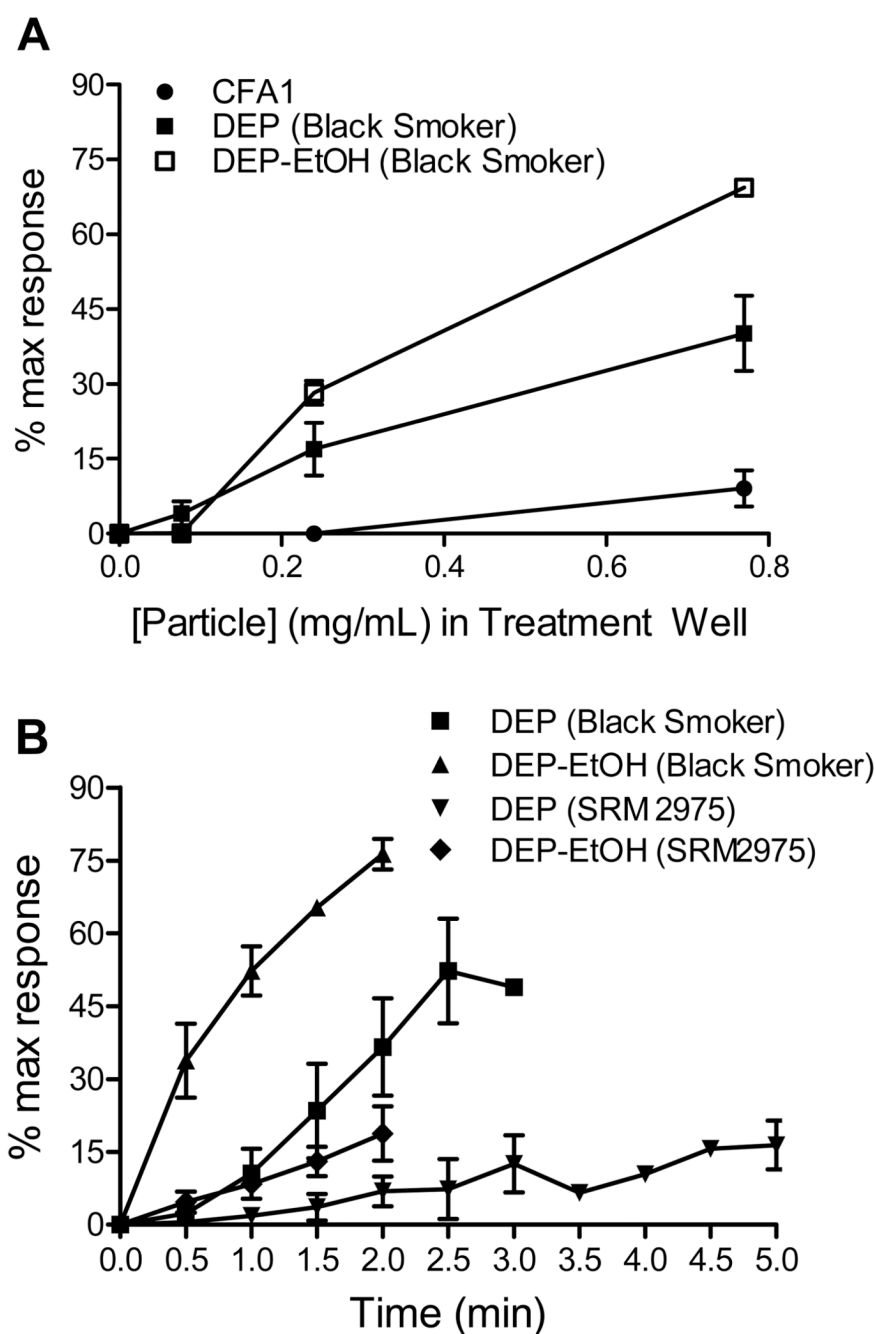 A
90
75
60
45
30
15
0
% max response
CFA1
DEP (Black Smoker)
DEP-EtOH (Black Smoker)
0.0 0.2 0.4 0.6 0.8
[Particle] (mg/mL) in Treatment Well
B
DEP (Black Smoker)
DEP-EtOH (Black Smoker)
DEP (SRM 2975)
DEP-EtOH (SRM2975)
90
75
60
45
30
15
0
% max response
0.0 0.5 1.0 1.5 2.0 2.5 3.0 3.5 4.0 4.5 5.0
Time (min)